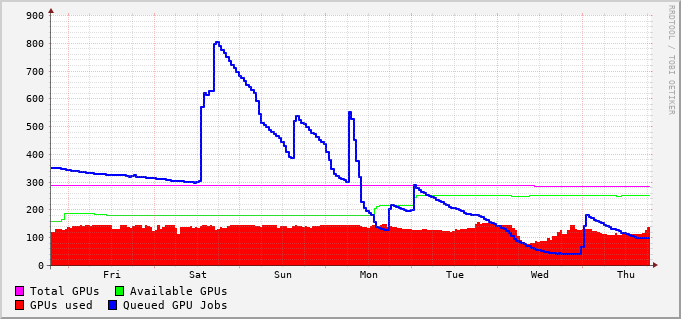 900
800
700
600
500
400
300
200
100
0
Fri Sat Sun Mon Tue Wed Thu
Total GPUs Available GPUs
GPUs used Queued GPU Jobs
RRDTOOL / TOBI OETIKER